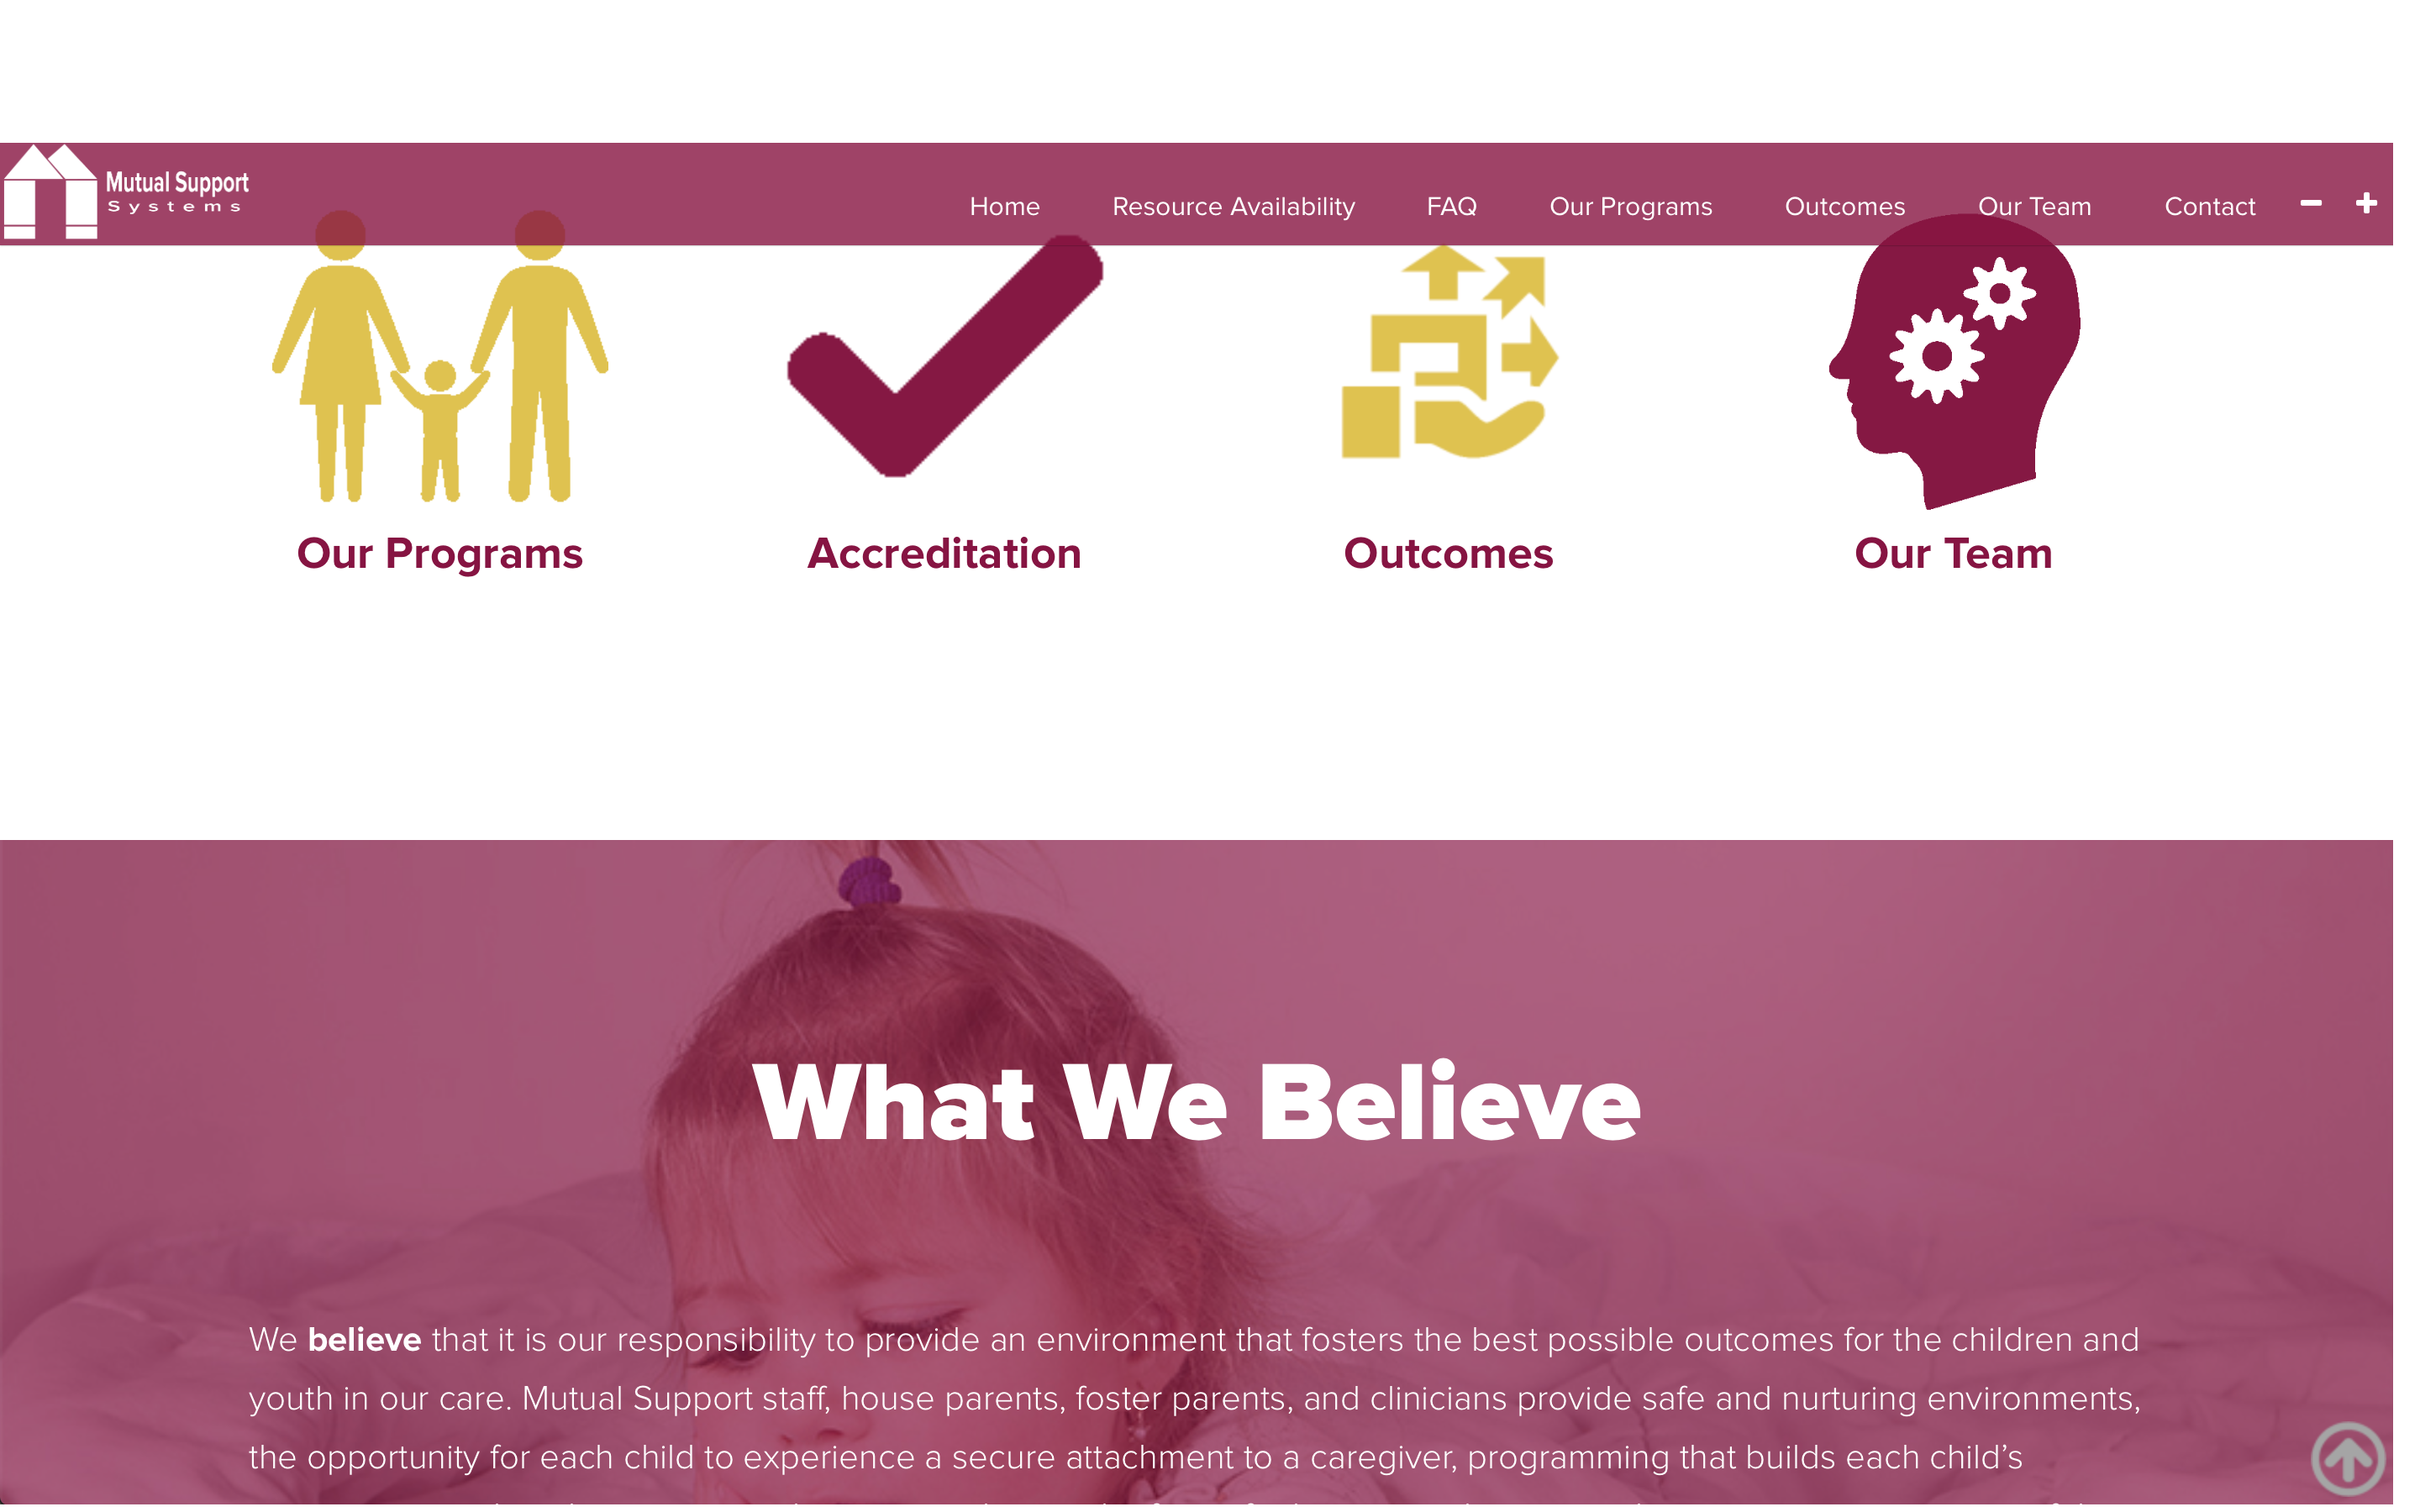 Mutual Support
Systems
Home Resource Availability FAQ Our Programs Outcomes Our Team Contact
Our Programs Accreditation Outcomes Our Team
What We Believe
We believe that it is our responsibility to provide an environment that fosters the best possible outcomes for the children and
youth in our care. Mutual Support staff, house parents, foster parents, and clinicians provide safe and nurturing environments,
the opportunity for each child to experience a secure attachment to a caregiver, programming that builds each child’s